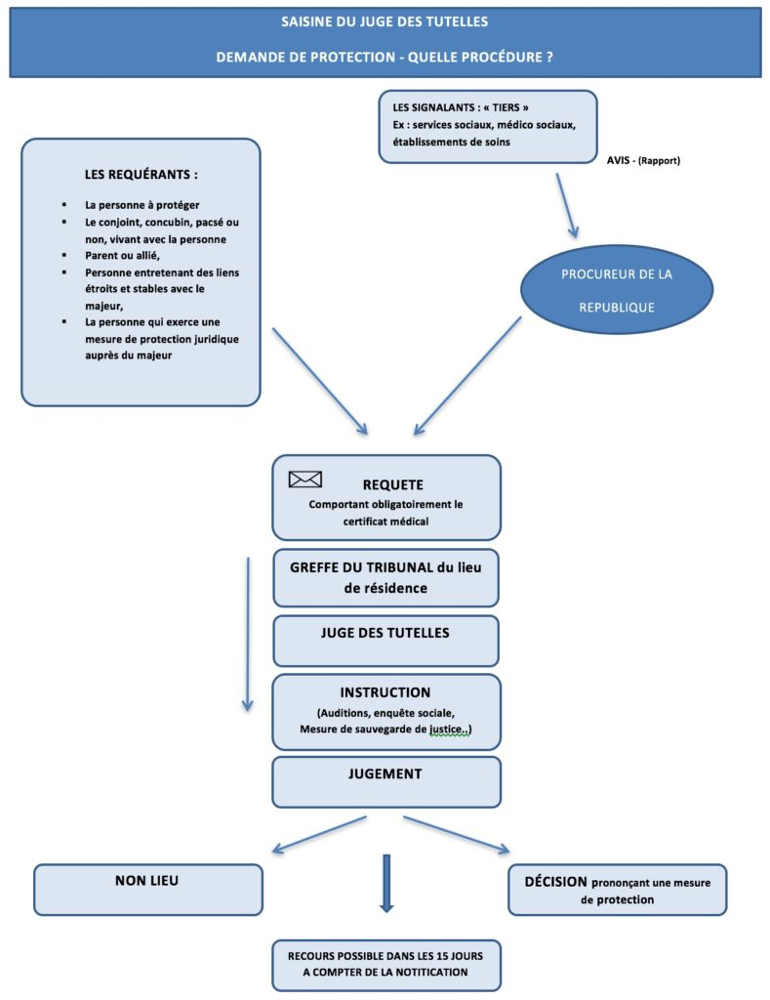 SAISINE DU JUGE DES TUTELLES
DEMANDE DE PROTECTION - QUELLE PROCÉDURE ?
LES SIGNALANTS : « TIERS »
Ex : services sociaux, médico sociaux,
établissements de soins
AVIS - (Rapport)
LES REQUÉRANTS :
▪ La personne à protéger
▪ Le conjoint, concubin, pacsé ou
non, vivant avec la personne
▪ Parent ou allié,
▪ Personne entretenant des liens
étroits et stables avec le
majeur,
▪ La personne qui exerce une
mesure de protection juridique
auprès du majeur
PROCUREUR DE LA
REPUBLIQUE
REQUETE
Comportant obligatoirement le
certificat médical
GREFFE DU TRIBUNAL du lieu
de résidence
JUGE DES TUTELLES
INSTRUCTION
(Auditions, enquête sociale,
Mesure de sauvegarde de justice..)
JUGEMENT
NON LIEU
DÉCISION prononçant une mesure
de protection
RECOURS POSSIBLE DANS LES 15 JOURS
A COMPTER DE LA NOTITICATION